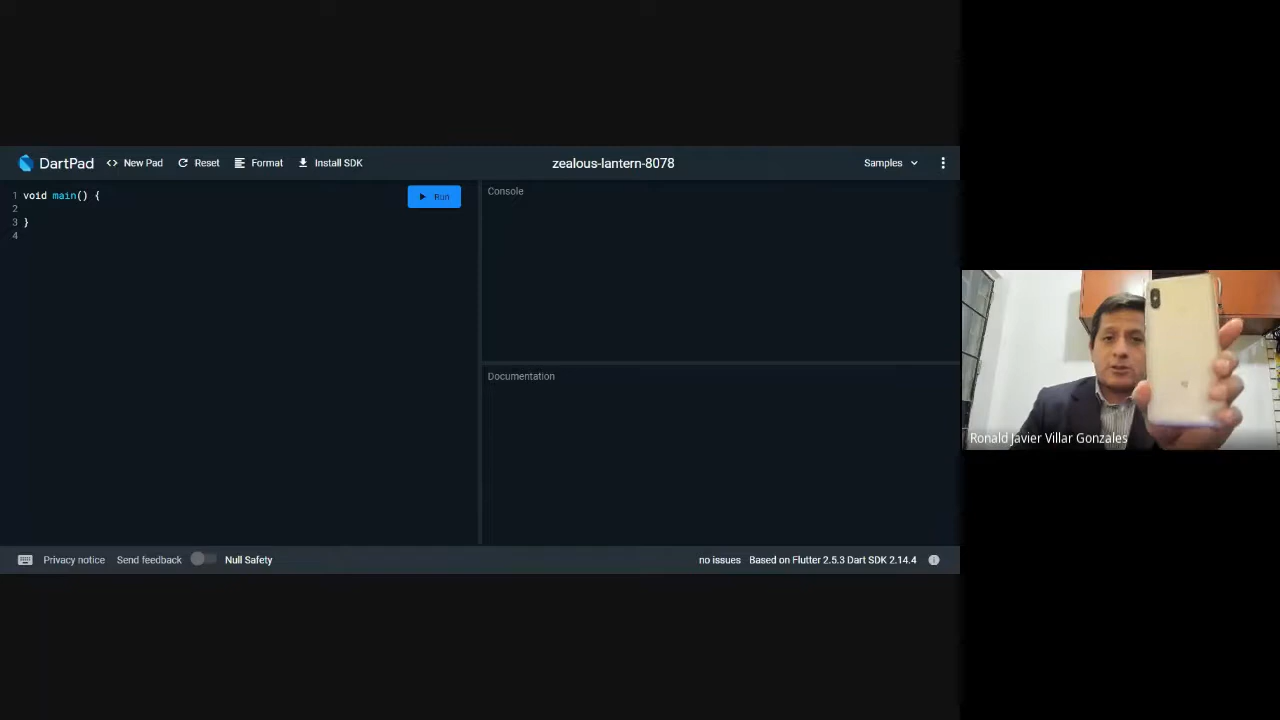 DartPad
New Pad
Reset
Format
Install SDK
zealous-lantern-8078
Samples
1 void main() {
2
3 }
4
Run
Console
Documentation
Ronald Javier Villar Gonzales
Privacy notice
Send feedback
Null Safety
no issues
Based on Flutter 2.5.3 Dart SDK 2.14.4